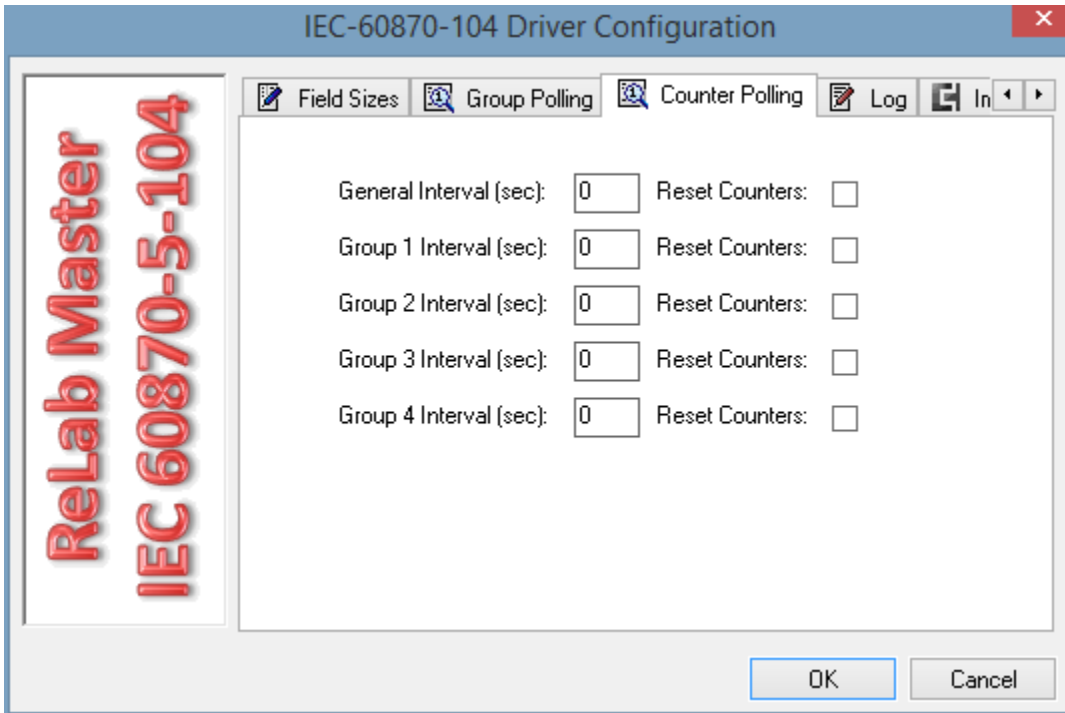 IEC-60870-104 Driver Configuration
ReLab Master
IEC 60870-5-104
Field Sizes Group Polling Counter Polling Log In
General Interval (sec): 0 Reset Counters:
Group 1 Interval (sec): 0 Reset Counters:
Group 2 Interval (sec): 0 Reset Counters:
Group 3 Interval (sec): 0 Reset Counters:
Group 4 Interval (sec): 0 Reset Counters:
OK Cancel